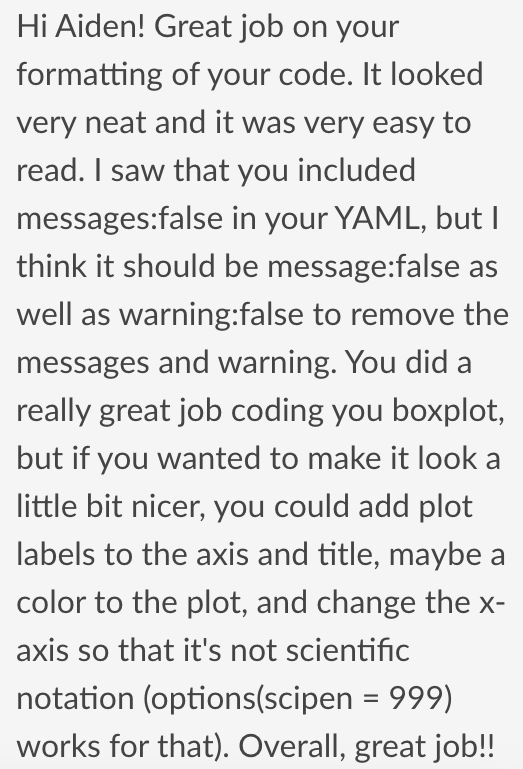 Hi Aiden! Great job on your
formatting of your code. It looked
very neat and it was very easy to
read. I saw that you included
messages:false in your YAML, but I
think it should be message:false as
well as warning:false to remove the
messages and warning. You did a
really great job coding you boxplot,
but if you wanted to make it look a
little bit nicer, you could add plot
labels to the axis and title, maybe a
color to the plot, and change the x-
axis so that it's not scientific
notation (options(scipen = 999)
works for that). Overall, great job!!